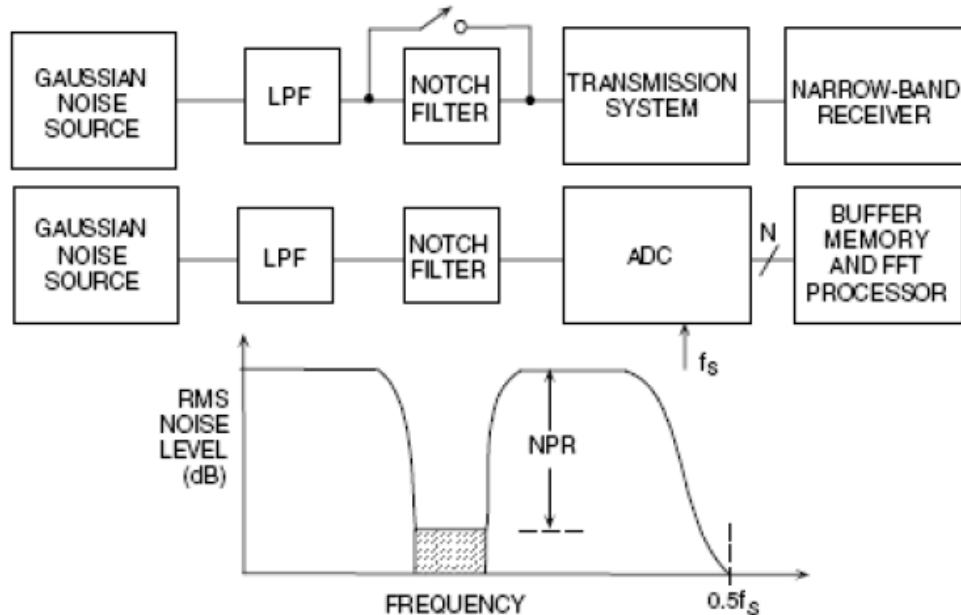 GAUSSIAN
NOISE
SOURCE
LPF
NOTCH
FILTER
TRANSMISSION
SYSTEM
NARROW-BAND
RECEIVER
GAUSSIAN
NOISE
SOURCE
LPF
NOTCH
FILTER
ADC
N
BUFFER
MEMORY
AND FFT
PROCESSOR
fs
RMS
NOISE
LEVEL
(dB)
NPR
FREQUENCY
0.5fs